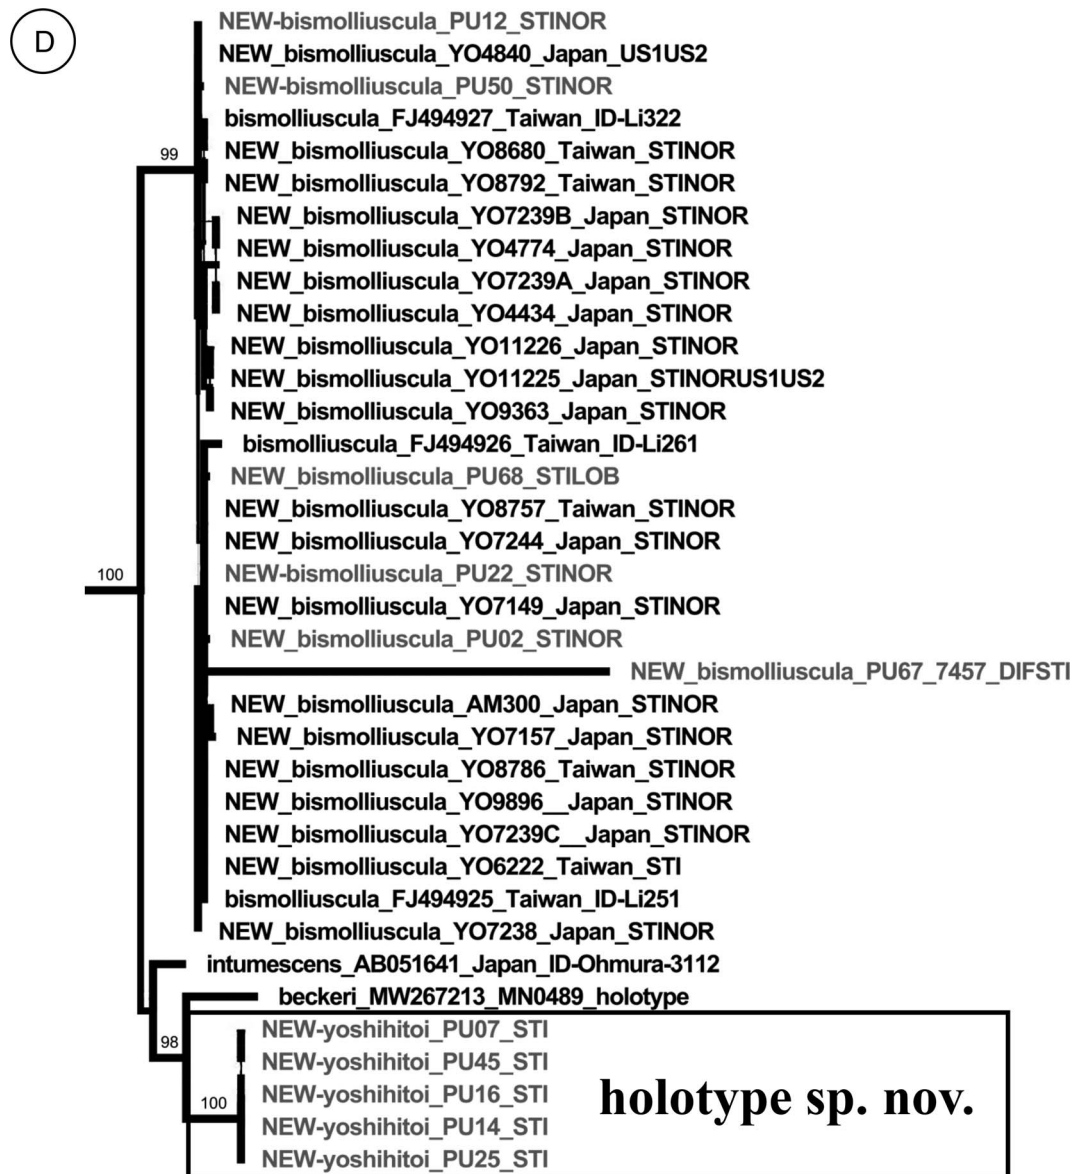 D
NEW-bismolliuscula_PU12_STINOR
NEW_bismolliuscula_YO4840_Japan_US1US2
NEW-bismolliuscula_PU50_STINOR
bismolliuscula_FJ494927_Taiwan_ID-Li322
99
NEW_bismolliuscula_YO8680_Taiwan_STINOR
NEW_bismolliuscula_YO8792_Taiwan_STINOR
NEW_bismolliuscula_YO7239B_Japan_STINOR
NEW_bismolliuscula_YO4774_Japan_STINOR
NEW_bismolliuscula_YO7239A_Japan_STINOR
NEW_bismolliuscula_YO4434_Japan_STINOR
NEW_bismolliuscula_YO11226_Japan_STINOR
NEW_bismolliuscula_YO11225_Japan_STINORUS1US2
NEW_bismolliuscula_YO9363_Japan_STINOR
bismolliuscula_FJ494926_Taiwan_ID-Li261
NEW_bismolliuscula_PU68_STILOB
NEW_bismolliuscula_YO8757_Taiwan_STINOR
NEW_bismolliuscula_YO7244_Japan_STINOR
100
NEW-bismolliuscula_PU22_STINOR
NEW_bismolliuscula_YO7149_Japan_STINOR
NEW_bismolliuscula_PU02_STINOR
NEW_bismolliuscula_PU67_7457_DIFSTI
NEW_bismolliuscula_AM300_Japan_STINOR
NEW_bismolliuscula_YO7157_Japan_STINOR
NEW_bismolliuscula_YO8786_Taiwan_STINOR
NEW_bismolliuscula_YO9896__Japan_STINOR
NEW_bismolliuscula_YO7239C__Japan_STINOR
NEW_bismolliuscula_YO6222_Taiwan_STI
bismolliuscula_FJ494925_Taiwan_ID-Li251
NEW_bismolliuscula_YO7238_Japan_STINOR
intumescens_AB051641_Japan_ID-Ohmura-3112
beckeri_MW267213_MN0489_holotype
NEW-yoshihitoi_PU07_STI
98
NEW-yoshihitoi_PU45_STI
NEW-yoshihitoi_PU16_STI
100
holotype sp. nov.
NEW-yoshihitoi_PU14_STI
NEW-yoshihitoi_PU25_STI